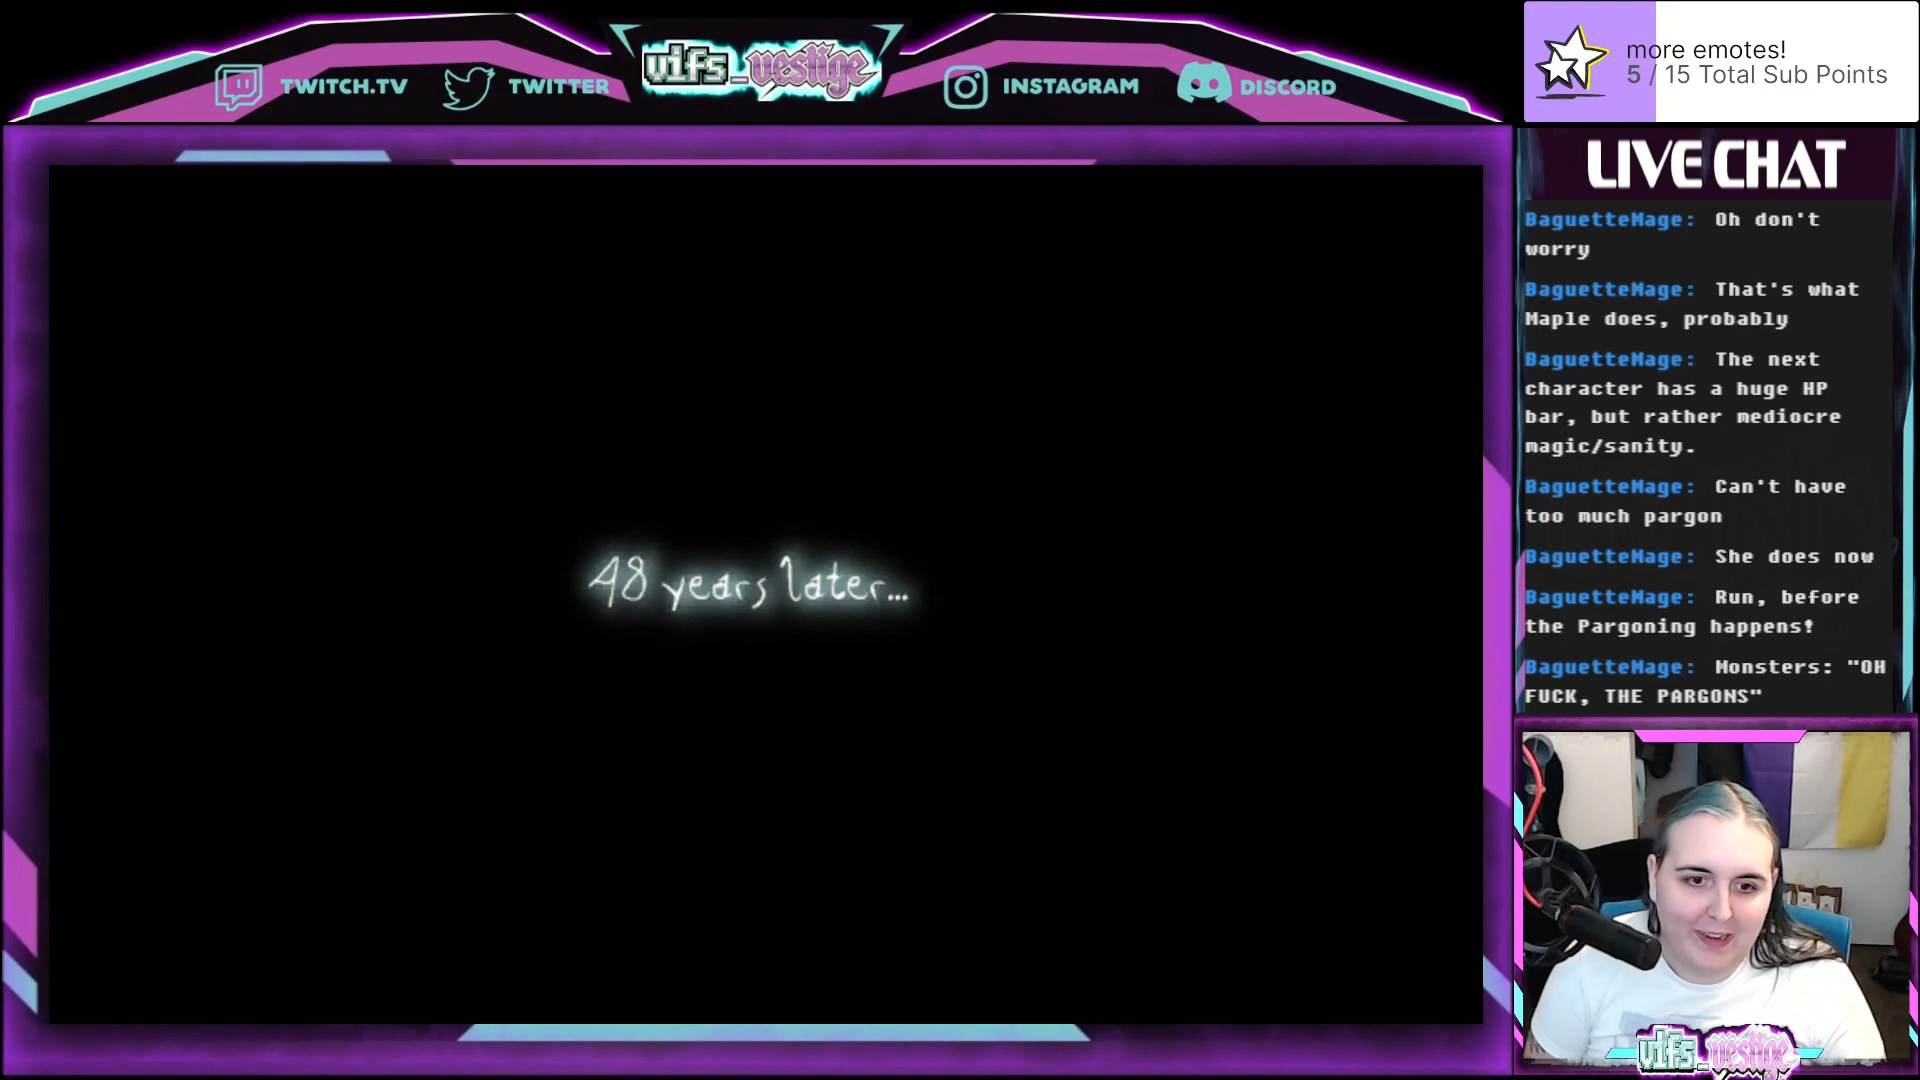 TWITCH.TV
TWITTER
vifs_vestige
INSTAGRAM
DISCORD
more emotes!
5 / 15 Total Sub Points
LIVE CHAT
BaguetteMage: Oh don't
worry
BaguetteMage: That's what
Maple does, probably
BaguetteMage: The next
character has a huge HP
bar, but rather mediocre
magic/sanity.
BaguetteMage: Can't have
too much pargon
BaguetteMage: She does now
BaguetteMage: Run, before
the Pargoning happens!
BaguetteMage: Monsters: "OH
FUCK, THE PARGONS"
48 years later...
vifs_vestige